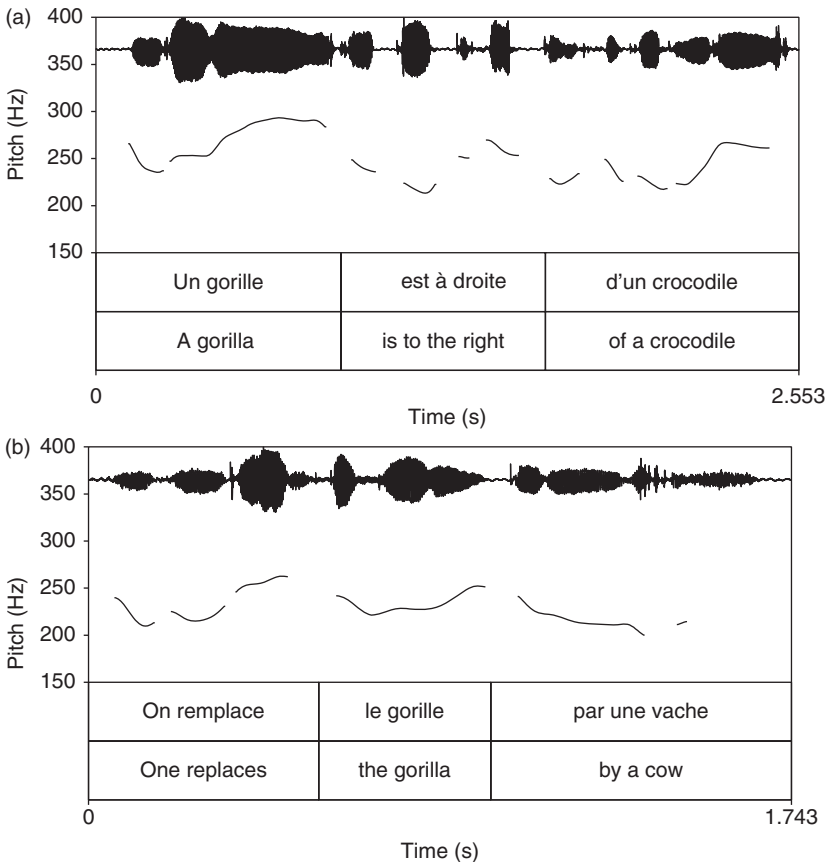 (a)
400
350
300
250
200
150
Pitch (Hz)
Un gorille est à droite d'un crocodile
A gorilla is to the right of a crocodile
0 2.553
Time (s)
(b)
400
350
300
250
200
150
Pitch (Hz)
On remplace le gorille par une vache
One replaces the gorilla by a cow
0 1.743
Time (s)